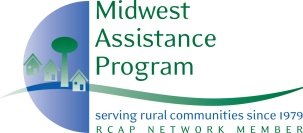 Midwest
Assistance
Program
serving rural communities since 1979
RCAP NETWORK MEMBER